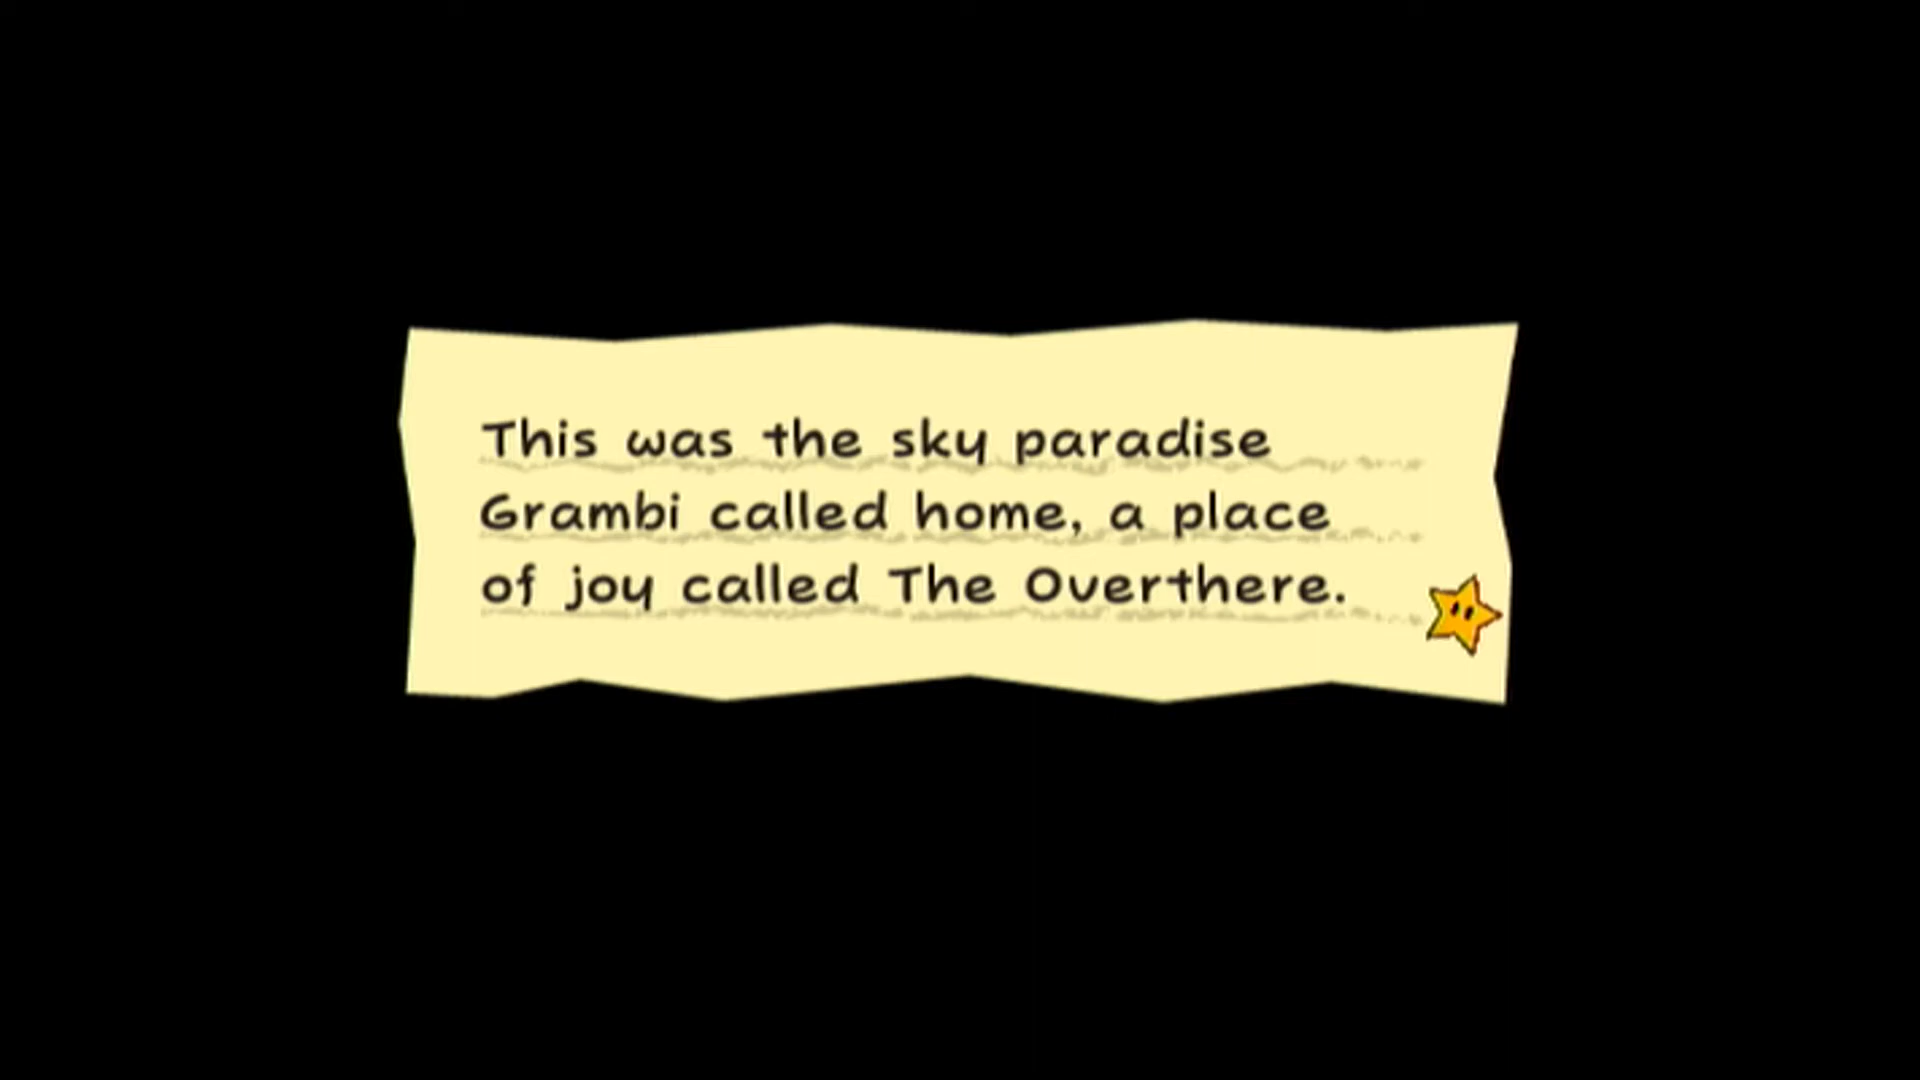 This was the sky paradise
Grambi called home, a place
of joy called The Overthere.